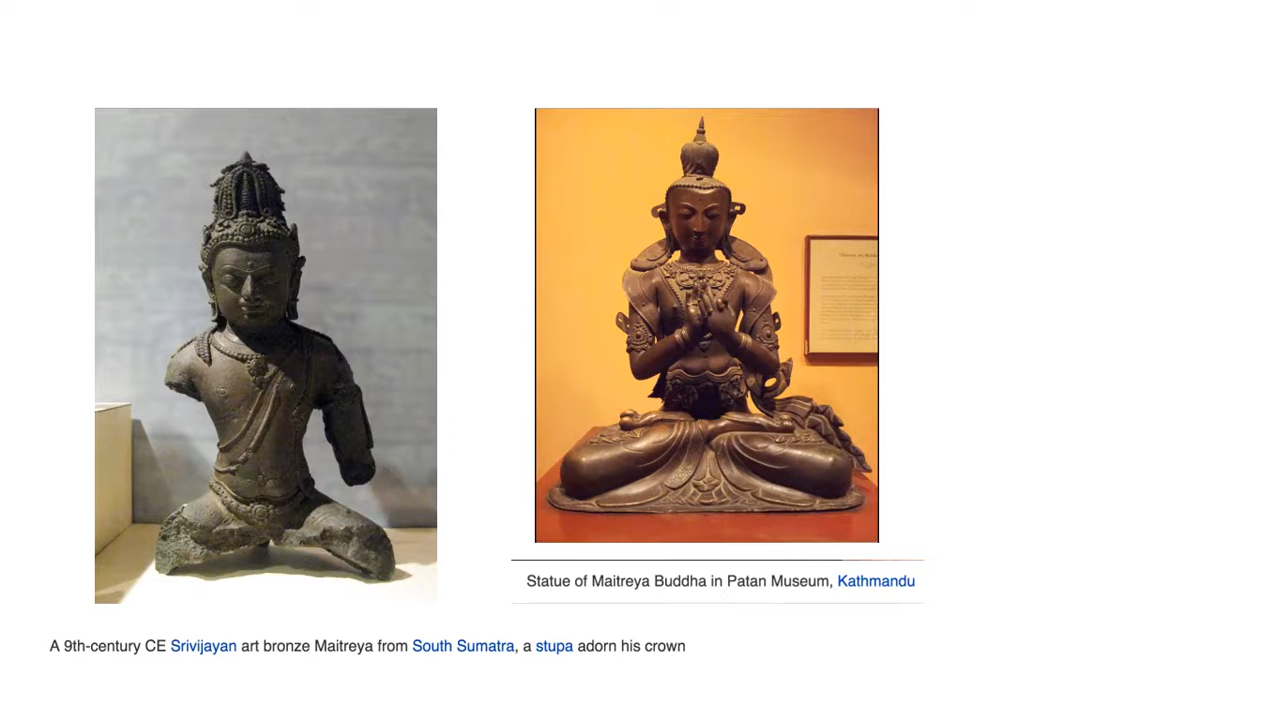 Statue of Maitreya Buddha in Patan Museum, Kathmandu
A 9th-century CE Srivijayan art bronze Maitreya from South Sumatra, a stupa adorn his crown